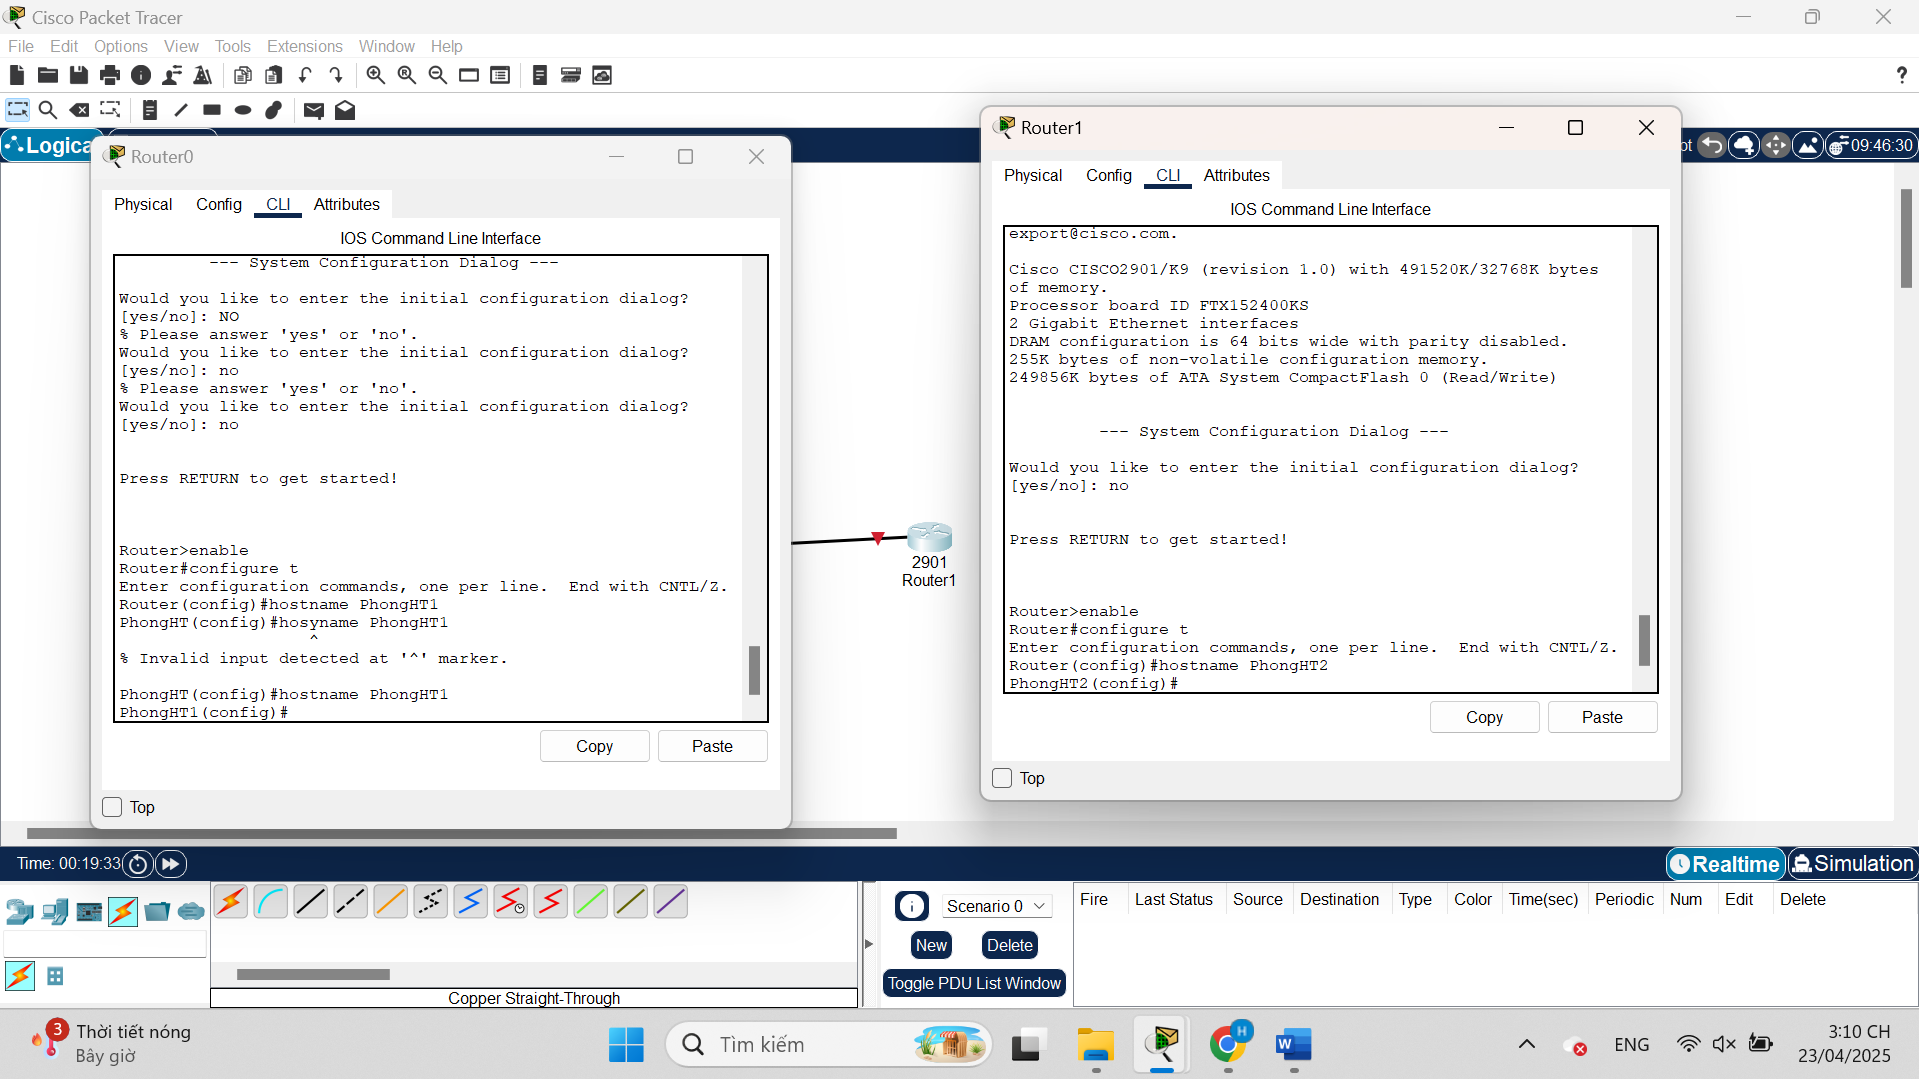 Cisco Packet Tracer
File Edit Options View Tools Extensions Window Help
?
Logica
ot
09:46:30
Router0
Physical Config CLI Attributes
IOS Command Line Interface
--- System Configuration Dialog ---
Would you like to enter the initial configuration dialog?
[yes/no]: NO
% Please answer 'yes' or 'no'.
Would you like to enter the initial configuration dialog?
[yes/no]: no
% Please answer 'yes' or 'no'.
Would you like to enter the initial configuration dialog?
[yes/no]: no
Press RETURN to get started!
Router>enable
Router#configure t
Enter configuration commands, one per line.  End with CNTL/Z.
Router(config)#hostname PhongHT1
PhongHT(config)#hosyname PhongHT1
^
% Invalid input detected at '^' marker.
PhongHT(config)#hostname PhongHT1
PhongHT1(config)#
Copy Paste
Top
2901
Router1
Router1
Physical Config CLI Attributes
IOS Command Line Interface
export@cisco.com.
Cisco CISCO2901/K9 (revision 1.0) with 491520K/32768K bytes
of memory.
Processor board ID FTX152400KS
2 Gigabit Ethernet interfaces
DRAM configuration is 64 bits wide with parity disabled.
255K bytes of non-volatile configuration memory.
249856K bytes of ATA System CompactFlash 0 (Read/Write)
--- System Configuration Dialog ---
Would you like to enter the initial configuration dialog?
[yes/no]: no
Press RETURN to get started!
Router>enable
Router#configure t
Enter configuration commands, one per line.  End with CNTL/Z.
Router(config)#hostname PhongHT2
PhongHT2(config)#
Copy Paste
Top
Time: 00:19:33
Realtime Simulation
Copper Straight-Through
Scenario 0
New Delete
Toggle PDU List Window
Fire Last Status Source Destination Type Color Time(sec) Periodic Num Edit Delete
3
Thời tiết nóng
Bây giờ
Tìm kiếm
H
W
ENG
3:10 CH
23/04/2025